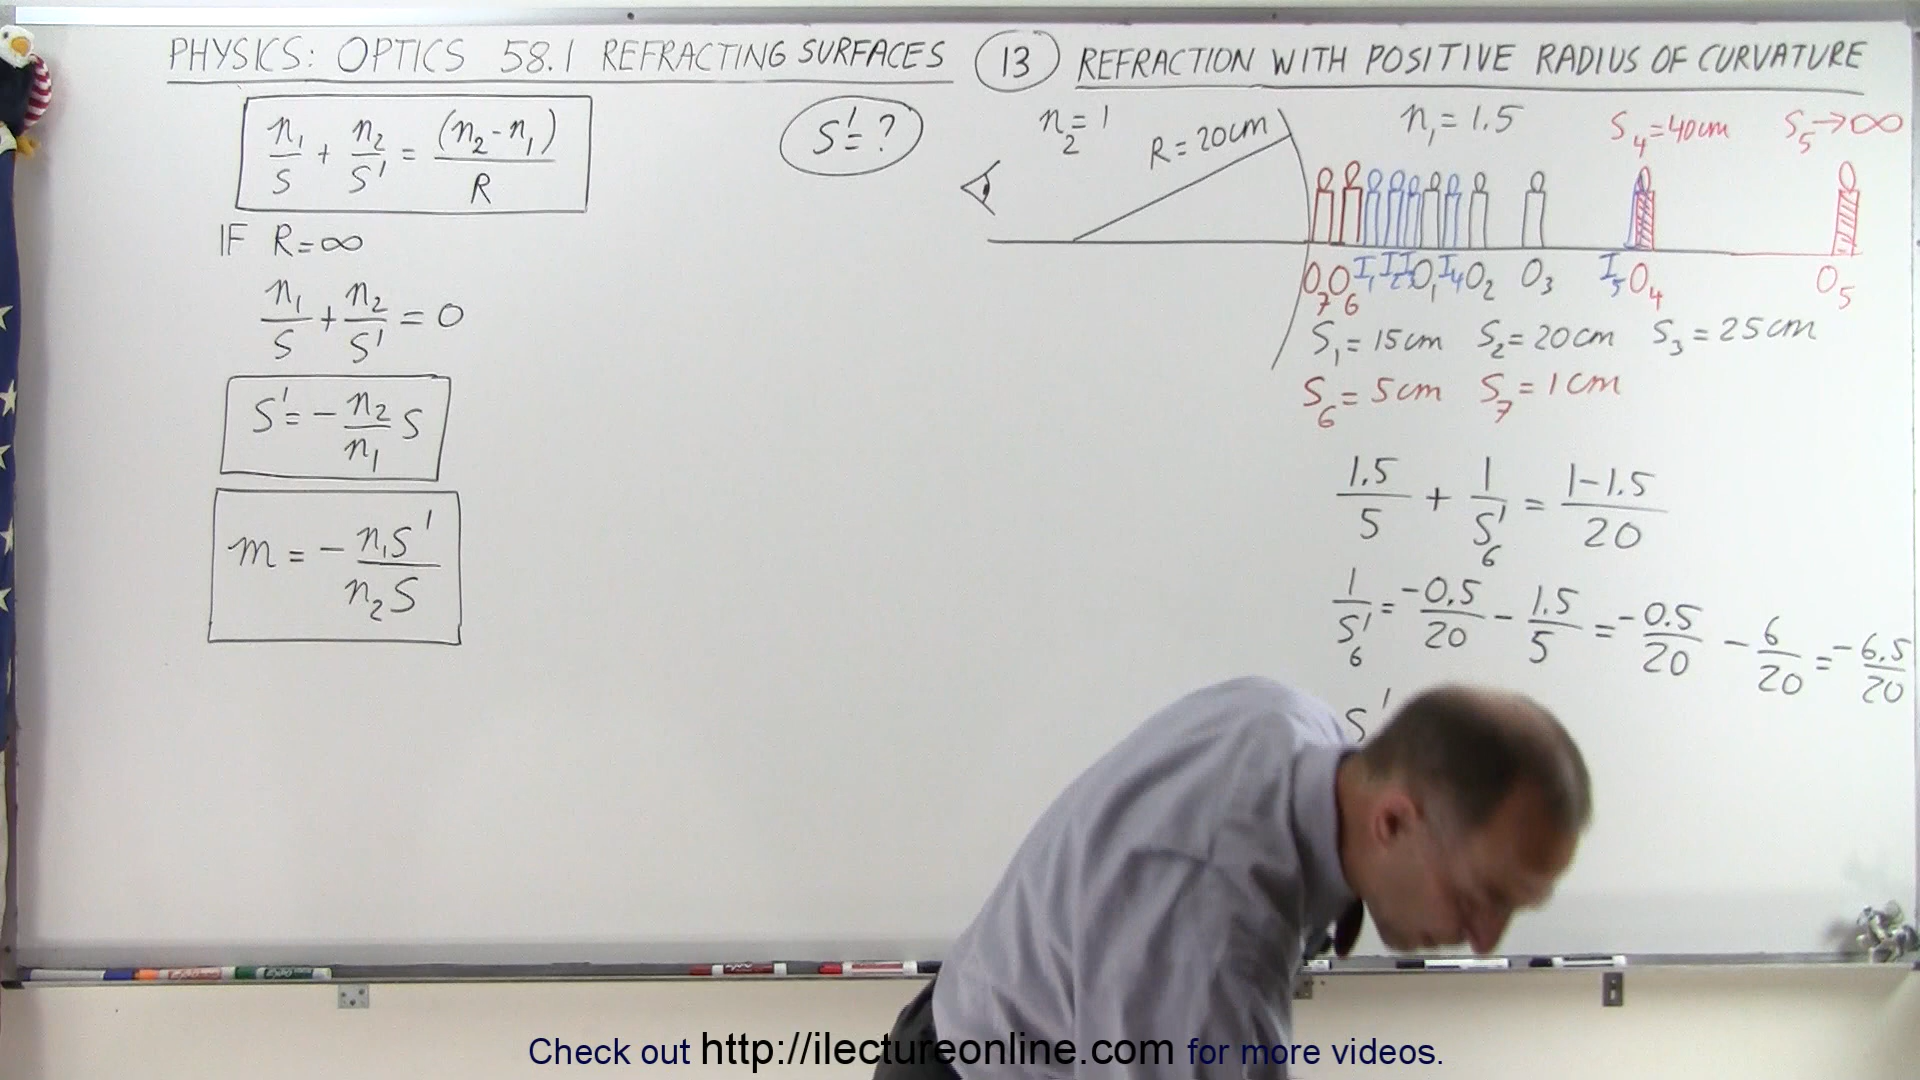 PHYSICS: OPTICS 58.1 REFRACTING SURFACES 13 REFRACTION WITH POSITIVE RADIUS OF CURVATURE
n₁/S + n₂/S' = (n₂-n₁)/R
IF R=∞
n₁/S + n₂/S' = 0
S' = - n₂/n₁ S
m = - n₁S'/n₂S
S' = ?
n₂ = 1
R = 20cm
n₁ = 1.5
S₄ = 40cm S₅ → ∞
O₇ O₆ I₁ I₂ I₃ O₁ I₄ O₂ O₃ I₅ O₄ O₅
S₁ = 15cm S₂ = 20cm S₃ = 25cm
S₆ = 5cm S₇ = 1cm
1.5/5 + 1/S'₆ = 1-1.5/20
1/S'₆ = -0.5/20 - 1.5/5 = -0.5/20 - 6/20 = -6.5/20
S'
Check out http://ilectureonline.com for more videos.